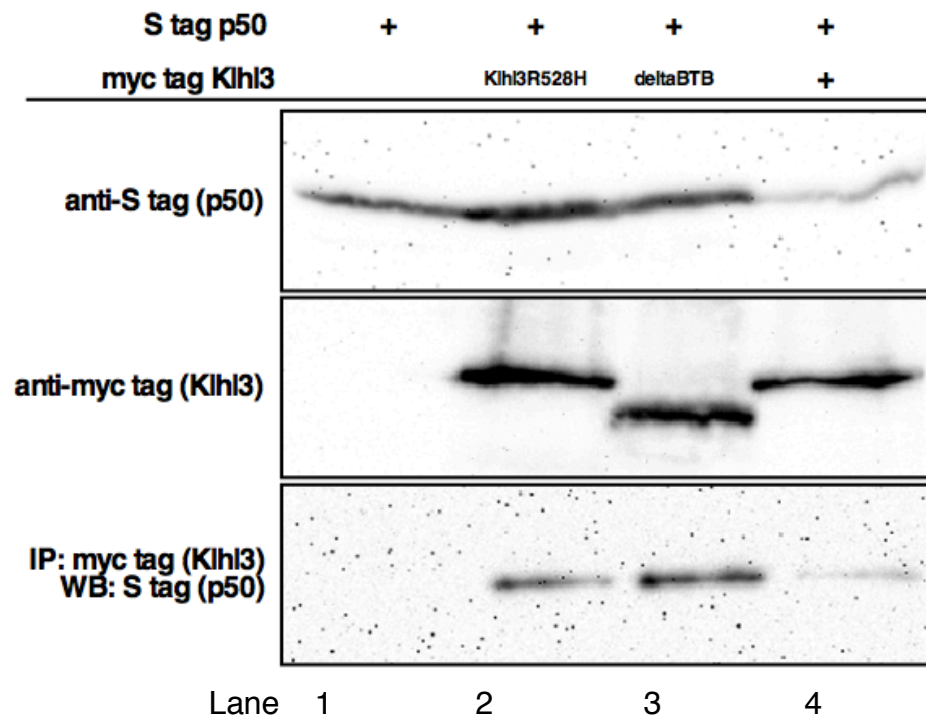 S tag p50 + + + +
myc tag Klhl3 Klhl3R528H deltaBTB +
anti-S tag (p50)
anti-myc tag (Klhl3)
IP: myc tag (Klhl3)
WB: S tag (p50)
Lane 1 2 3 4